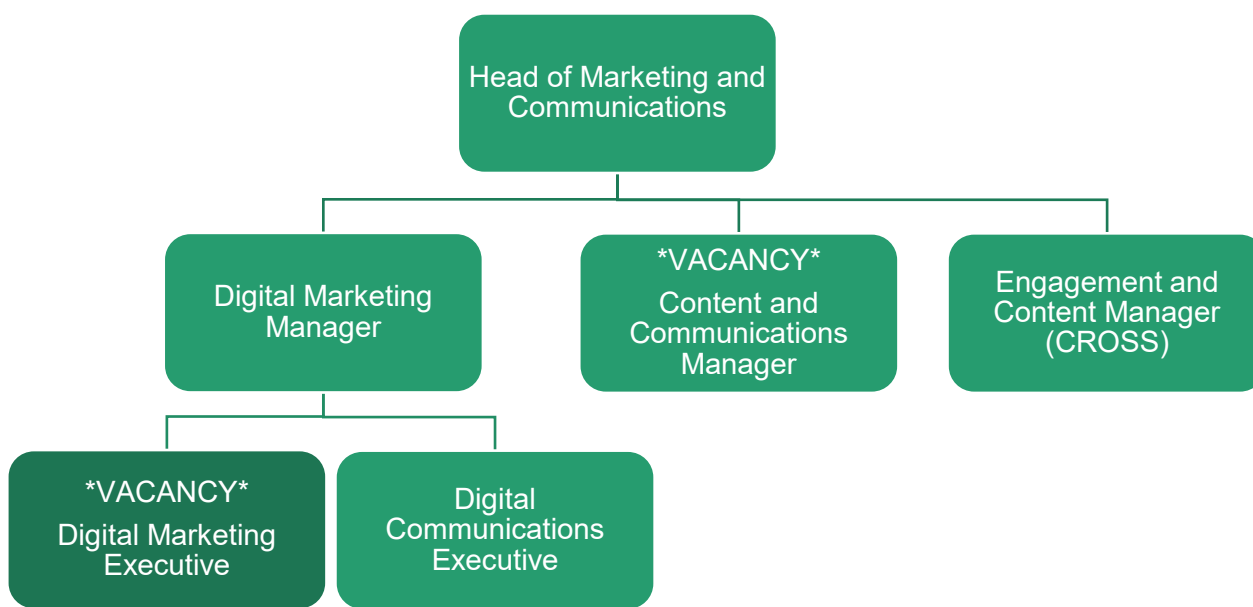 Head of Marketing and
Communications
Digital Marketing
Manager
*VACANCY*
Content and
Communications
Manager
Engagement and
Content Manager
(CROSS)
*VACANCY*
Digital Marketing
Executive
Digital
Communications
Executive